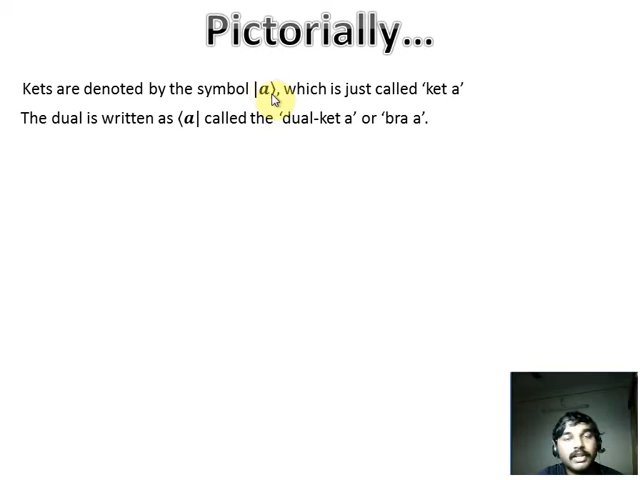 Pictorially...
Kets are denoted by the symbol |a⟩, which is just called ‘ket a’
The dual is written as ⟨a| called the ‘dual-ket a’ or ‘bra a’.